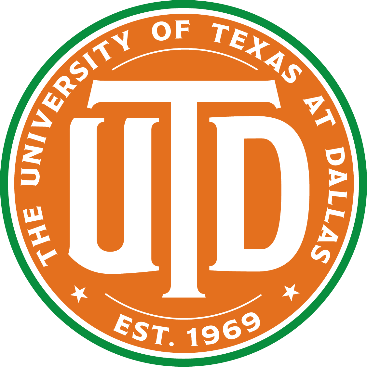 THE UNIVERSITY OF TEXAS AT DALLAS
UTD
EST. 1969